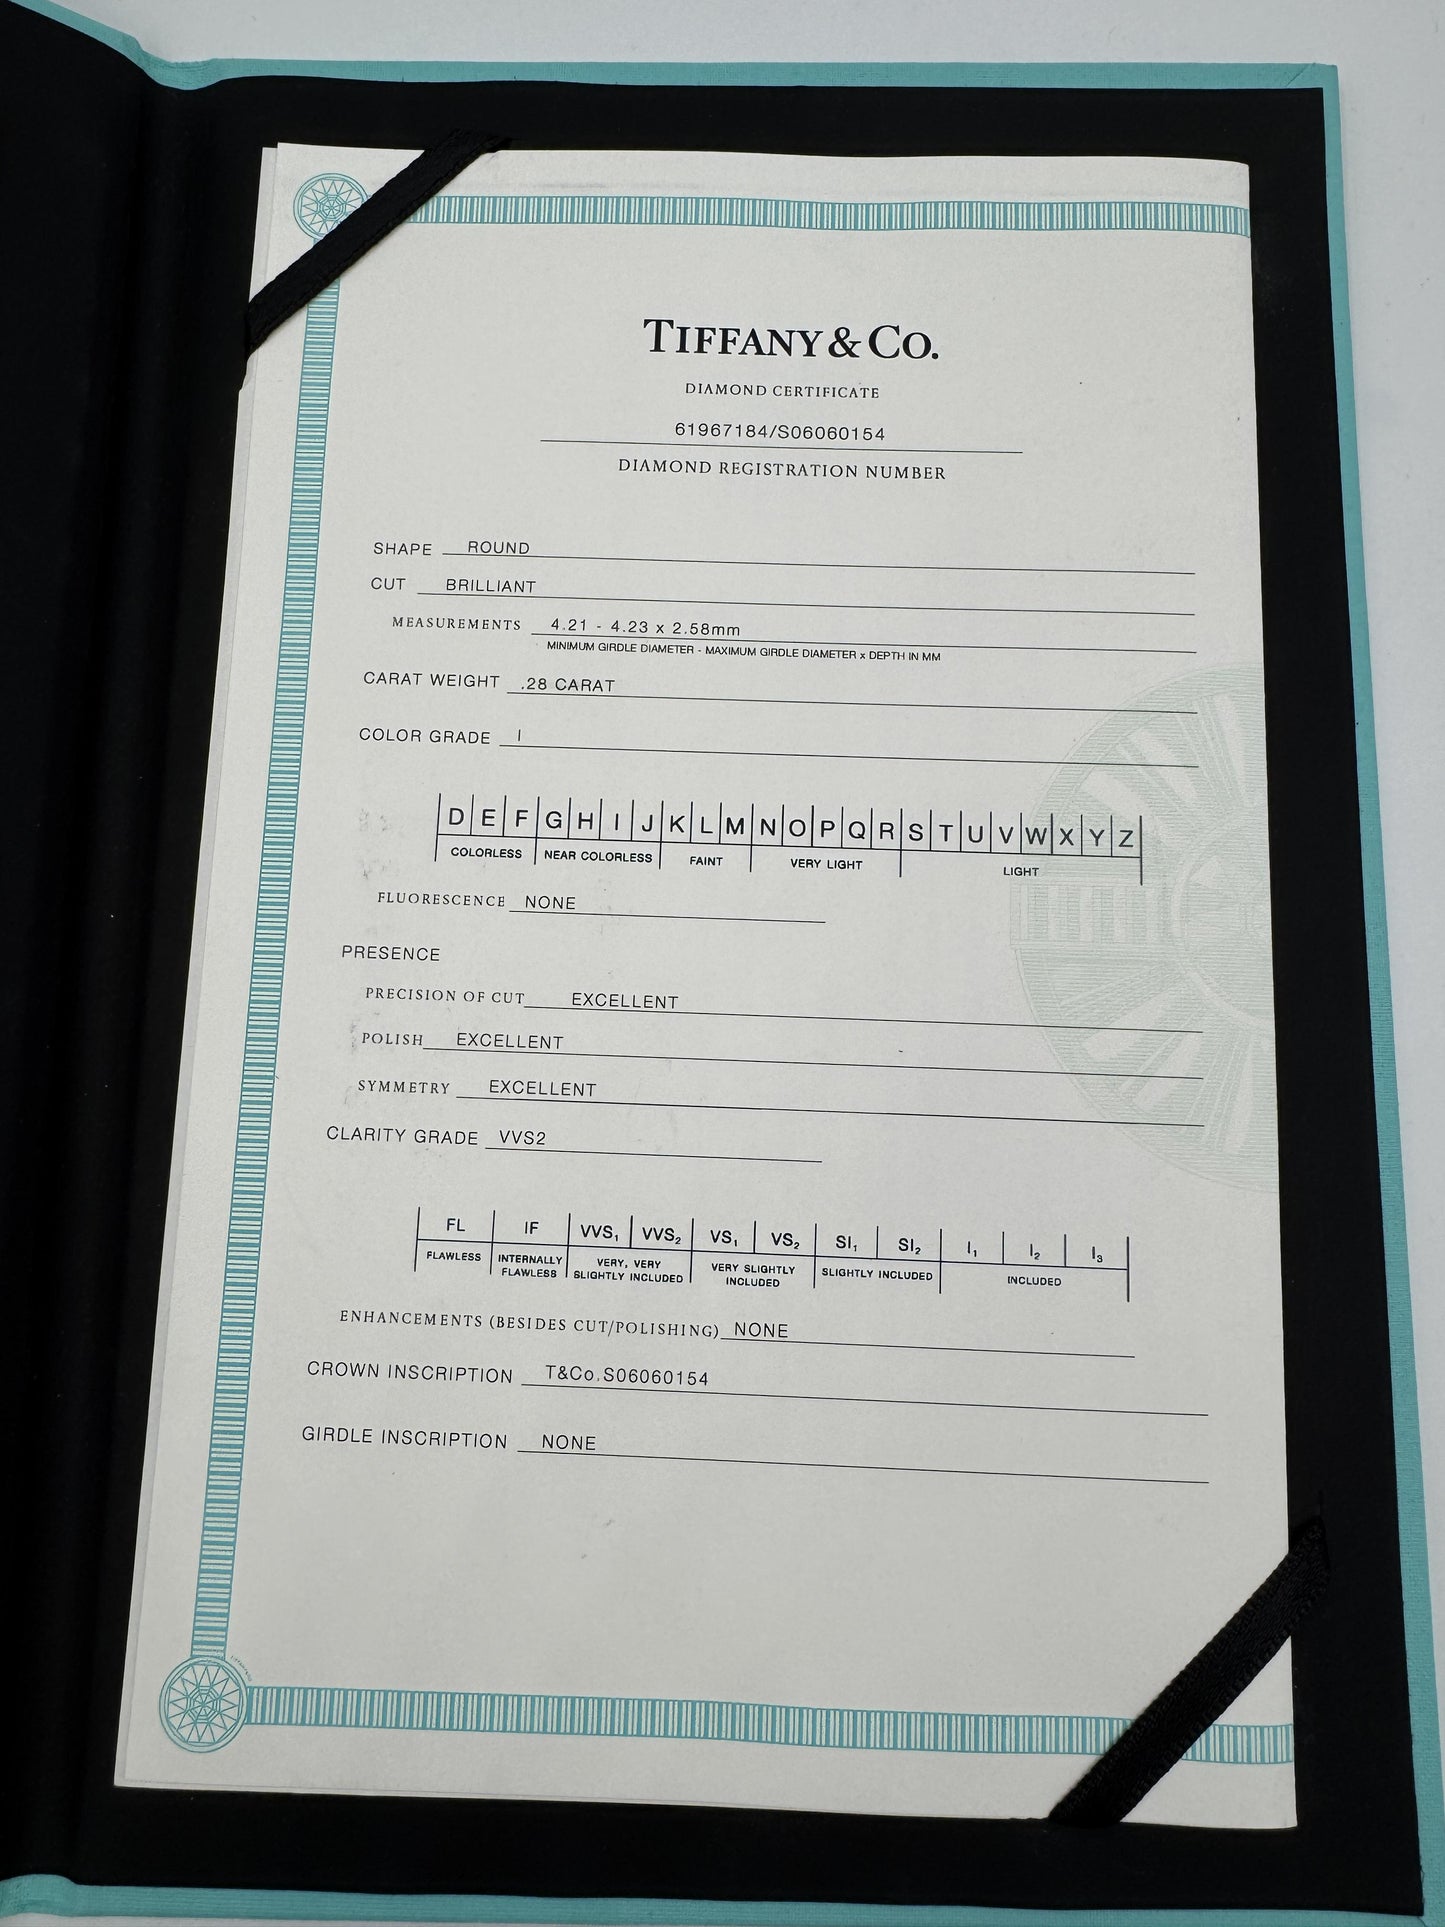 TIFFANY & CO.
DIAMOND CERTIFICATE
61967184/S06060154
DIAMOND REGISTRATION NUMBER
SHAPE ROUND
CUT BRILLIANT
MEASUREMENTS 4.21 - 4.23 x 2.58mm
MINIMUM GIRDLE DIAMETER - MAXIMUM GIRDLE DIAMETER x DEPTH IN MM
CARAT WEIGHT .28 CARAT
COLOR GRADE I
D E F G H I J K L M N O P Q R S T U V W X Y Z
COLORLESS NEAR COLORLESS FAINT VERY LIGHT LIGHT
FLUORESCENCE NONE
PRESENCE
PRECISION OF CUT EXCELLENT
POLISH EXCELLENT
SYMMETRY EXCELLENT
CLARITY GRADE VVS2
FL IF VVS1 VVS2 VS1 VS2 SI1 SI2 I1 I2 I3
FLAWLESS INTERNALLY FLAWLESS VERY, VERY SLIGHTLY INCLUDED VERY SLIGHTLY INCLUDED SLIGHTLY INCLUDED INCLUDED
ENHANCEMENTS (BESIDES CUT/POLISHING) NONE
CROWN INSCRIPTION T&Co.S06060154
GIRDLE INSCRIPTION NONE